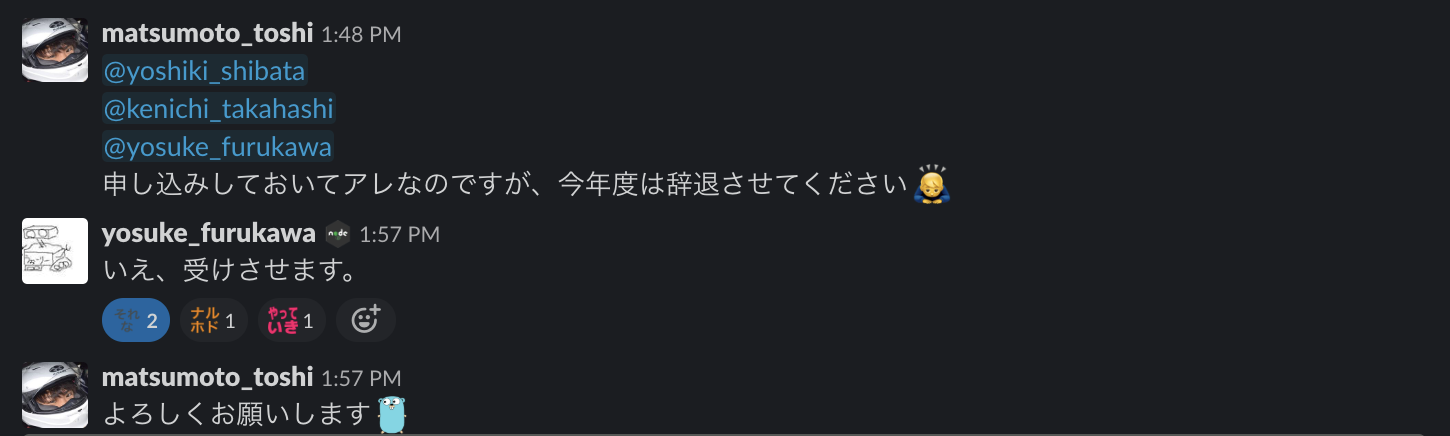 matsumoto_toshi 1:48 PM
@yoshiki_shibata
@kenichi_takahashi
@yosuke_furukawa
申し込みしておいてアレなのですが、今年度は辞退させてください
yosuke_furukawa node 1:57 PM
いえ、受けさせます。
それな 2 ナルホド 1 やっていき 1
matsumoto_toshi 1:57 PM
よろしくお願いします